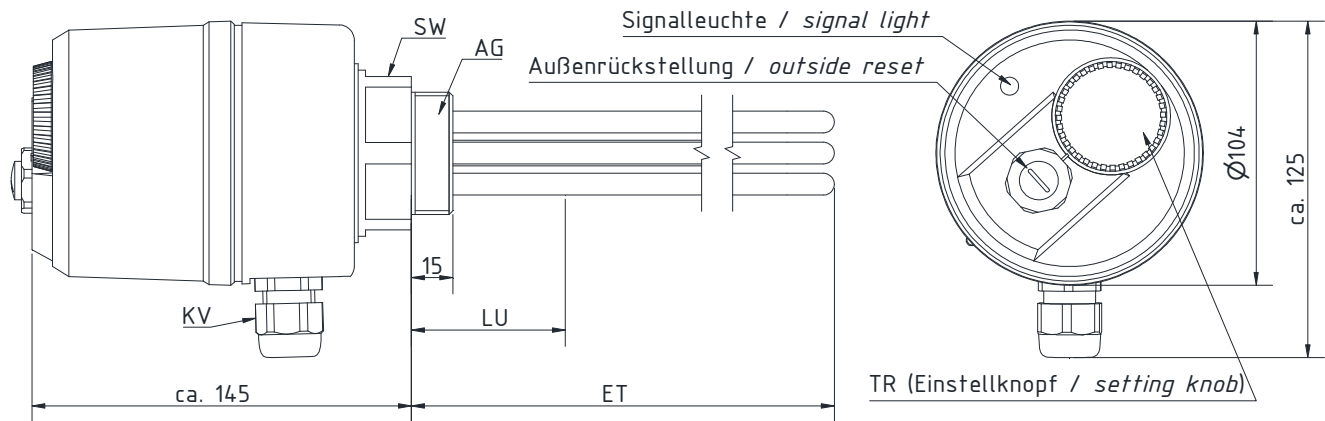 Signalleuchte / signal light
SW
AG
Außenrückstellung / outside reset
Ø104
ca. 125
15
KV
LU
TR (Einstellknopf / setting knob)
ca. 145
ET